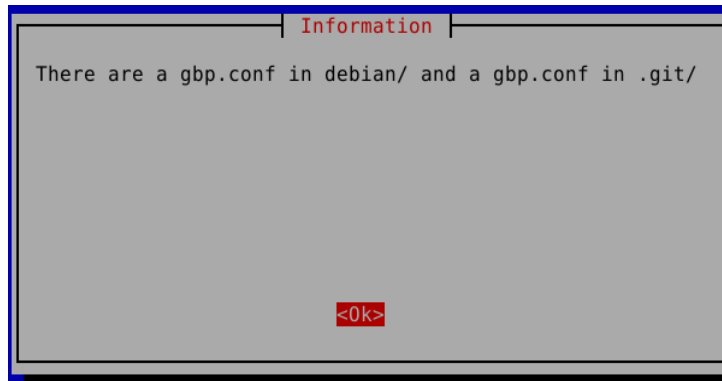 Information
There are a gbp.conf in debian/ and a gbp.conf in .git/
<Ok>